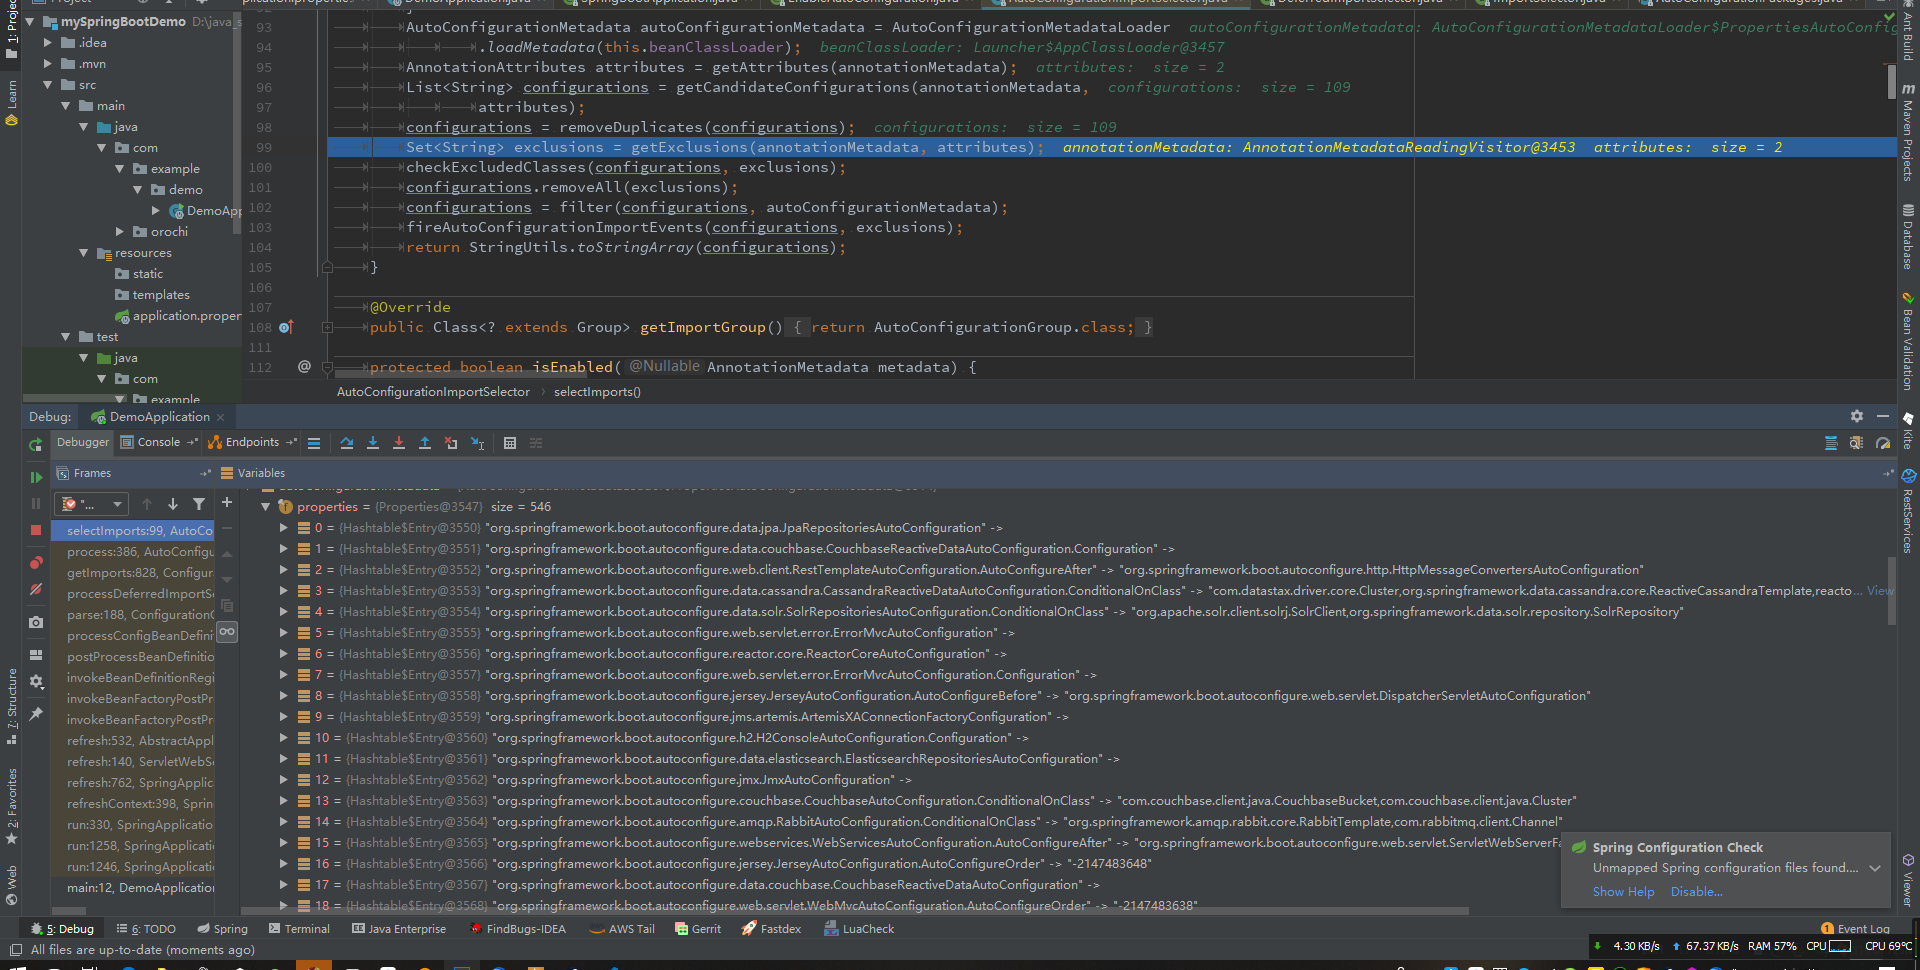 mySpringBootDemo D:\java_s
.idea
.mvn
src
main
java
com
example
demo
DemoApp
orochi
resources
static
templates
application.proper
test
java
com
example
93 AutoConfigurationMetadata autoConfigurationMetadata = AutoConfigurationMetadataLoader autoConfigurationMetadata: AutoConfigurationMetadataLoader$PropertiesAutoConfig
94 .loadMetadata(this.beanClassLoader); beanClassLoader: Launcher$AppClassLoader@3457
95 AnnotationAttributes attributes = getAttributes(annotationMetadata); attributes: size = 2
96 List<String> configurations = getCandidateConfigurations(annotationMetadata, configurations: size = 109
97 attributes);
98 configurations = removeDuplicates(configurations); configurations: size = 109
99 Set<String> exclusions = getExclusions(annotationMetadata, attributes); annotationMetadata: AnnotationMetadataReadingVisitor@3453 attributes: size = 2
100 checkExcludedClasses(configurations, exclusions);
101 configurations.removeAll(exclusions);
102 configurations = filter(configurations, autoConfigurationMetadata);
103 fireAutoConfigurationImportEvents(configurations, exclusions);
104 return StringUtils.toStringArray(configurations);
105 }
106
107 @Override
108 public Class<? extends Group> getImportGroup() { return AutoConfigurationGroup.class; }
111
112 @ protected boolean isEnabled( @Nullable AnnotationMetadata metadata) {
AutoConfigurationImportSelector › selectImports()
Debug: DemoApplication
Debugger Console Endpoints
Frames
Variables
"...
selectImports:99, AutoCo
process:386, AutoConfigu
getImports:828, Configur
processDeferredImportSe
parse:188, Configuration
processConfigBeanDefini
postProcessBeanDefinitio
invokeBeanDefinitionRegi
invokeBeanFactoryPostPr
invokeBeanFactoryPostPr
refresh:532, AbstractAppl
refresh:140, ServletWebSe
refresh:762, SpringApplic
refreshContext:398, Sprin
run:330, SpringApplicatio
run:1258, SpringApplicati
run:1246, SpringApplicati
main:12, DemoApplication
properties = {Properties@3547} size = 546
0 = {Hashtable$Entry@3550} "org.springframework.boot.autoconfigure.data.jpa.JpaRepositoriesAutoConfiguration" ->
1 = {Hashtable$Entry@3551} "org.springframework.boot.autoconfigure.data.couchbase.CouchbaseReactiveDataAutoConfiguration.Configuration" ->
2 = {Hashtable$Entry@3552} "org.springframework.boot.autoconfigure.web.client.RestTemplateAutoConfiguration.AutoConfigureAfter" -> "org.springframework.boot.autoconfigure.http.HttpMessageConvertersAutoConfiguration"
3 = {Hashtable$Entry@3553} "org.springframework.boot.autoconfigure.data.cassandra.CassandraReactiveDataAutoConfiguration.ConditionalOnClass" -> "com.datastax.driver.core.Cluster,org.springframework.data.cassandra.core.ReactiveCassandraTemplate,reacto... View
4 = {Hashtable$Entry@3554} "org.springframework.boot.autoconfigure.data.solr.SolrRepositoriesAutoConfiguration.ConditionalOnClass" -> "org.apache.solr.client.solrj.SolrClient,org.springframework.data.solr.repository.SolrRepository"
5 = {Hashtable$Entry@3555} "org.springframework.boot.autoconfigure.web.servlet.error.ErrorMvcAutoConfiguration" ->
6 = {Hashtable$Entry@3556} "org.springframework.boot.autoconfigure.reactor.core.ReactorCoreAutoConfiguration" ->
7 = {Hashtable$Entry@3557} "org.springframework.boot.autoconfigure.web.servlet.error.ErrorMvcAutoConfiguration.Configuration" ->
8 = {Hashtable$Entry@3558} "org.springframework.boot.autoconfigure.jersey.JerseyAutoConfiguration.AutoConfigureBefore" -> "org.springframework.boot.autoconfigure.web.servlet.DispatcherServletAutoConfiguration"
9 = {Hashtable$Entry@3559} "org.springframework.boot.autoconfigure.jms.artemis.ArtemisXAConnectionFactoryConfiguration" ->
10 = {Hashtable$Entry@3560} "org.springframework.boot.autoconfigure.h2.H2ConsoleAutoConfiguration.Configuration" ->
11 = {Hashtable$Entry@3561} "org.springframework.boot.autoconfigure.data.elasticsearch.ElasticsearchRepositoriesAutoConfiguration" ->
12 = {Hashtable$Entry@3562} "org.springframework.boot.autoconfigure.jmx.JmxAutoConfiguration" ->
13 = {Hashtable$Entry@3563} "org.springframework.boot.autoconfigure.couchbase.CouchbaseAutoConfiguration.ConditionalOnClass" -> "com.couchbase.client.java.CouchbaseBucket,com.couchbase.client.java.Cluster"
14 = {Hashtable$Entry@3564} "org.springframework.boot.autoconfigure.amqp.RabbitAutoConfiguration.ConditionalOnClass" -> "org.springframework.amqp.rabbit.core.RabbitTemplate,com.rabbitmq.client.Channel"
15 = {Hashtable$Entry@3565} "org.springframework.boot.autoconfigure.webservices.WebServicesAutoConfiguration.AutoConfigureAfter" -> "org.springframework.boot.autoconfigure.web.servlet.ServletWebServerFa
16 = {Hashtable$Entry@3566} "org.springframework.boot.autoconfigure.jersey.JerseyAutoConfiguration.AutoConfigureOrder" -> "-2147483648"
17 = {Hashtable$Entry@3567} "org.springframework.boot.autoconfigure.data.couchbase.CouchbaseReactiveDataAutoConfiguration" ->
18 = {Hashtable$Entry@3568} "org.springframework.boot.autoconfigure.web.servlet.WebMvcAutoConfiguration.AutoConfigureOrder" -> "-2147483638"
Spring Configuration Check
Unmapped Spring configuration files found....
Show Help Disable...
5: Debug 6: TODO Spring Terminal Java Enterprise FindBugs-IDEA AWS Tail Gerrit Fastdex LuaCheck 1 Event Log
All files are up-to-date (moments ago)
4.30 KB/s 67.37 KB/s RAM 57% CPU CPU 69°C
1: Project
Learn
7: Structure
2: Favorites
Web
Ant Build
m Maven Projects
Database
Bean Validation
Kite
RestServices
Viewer